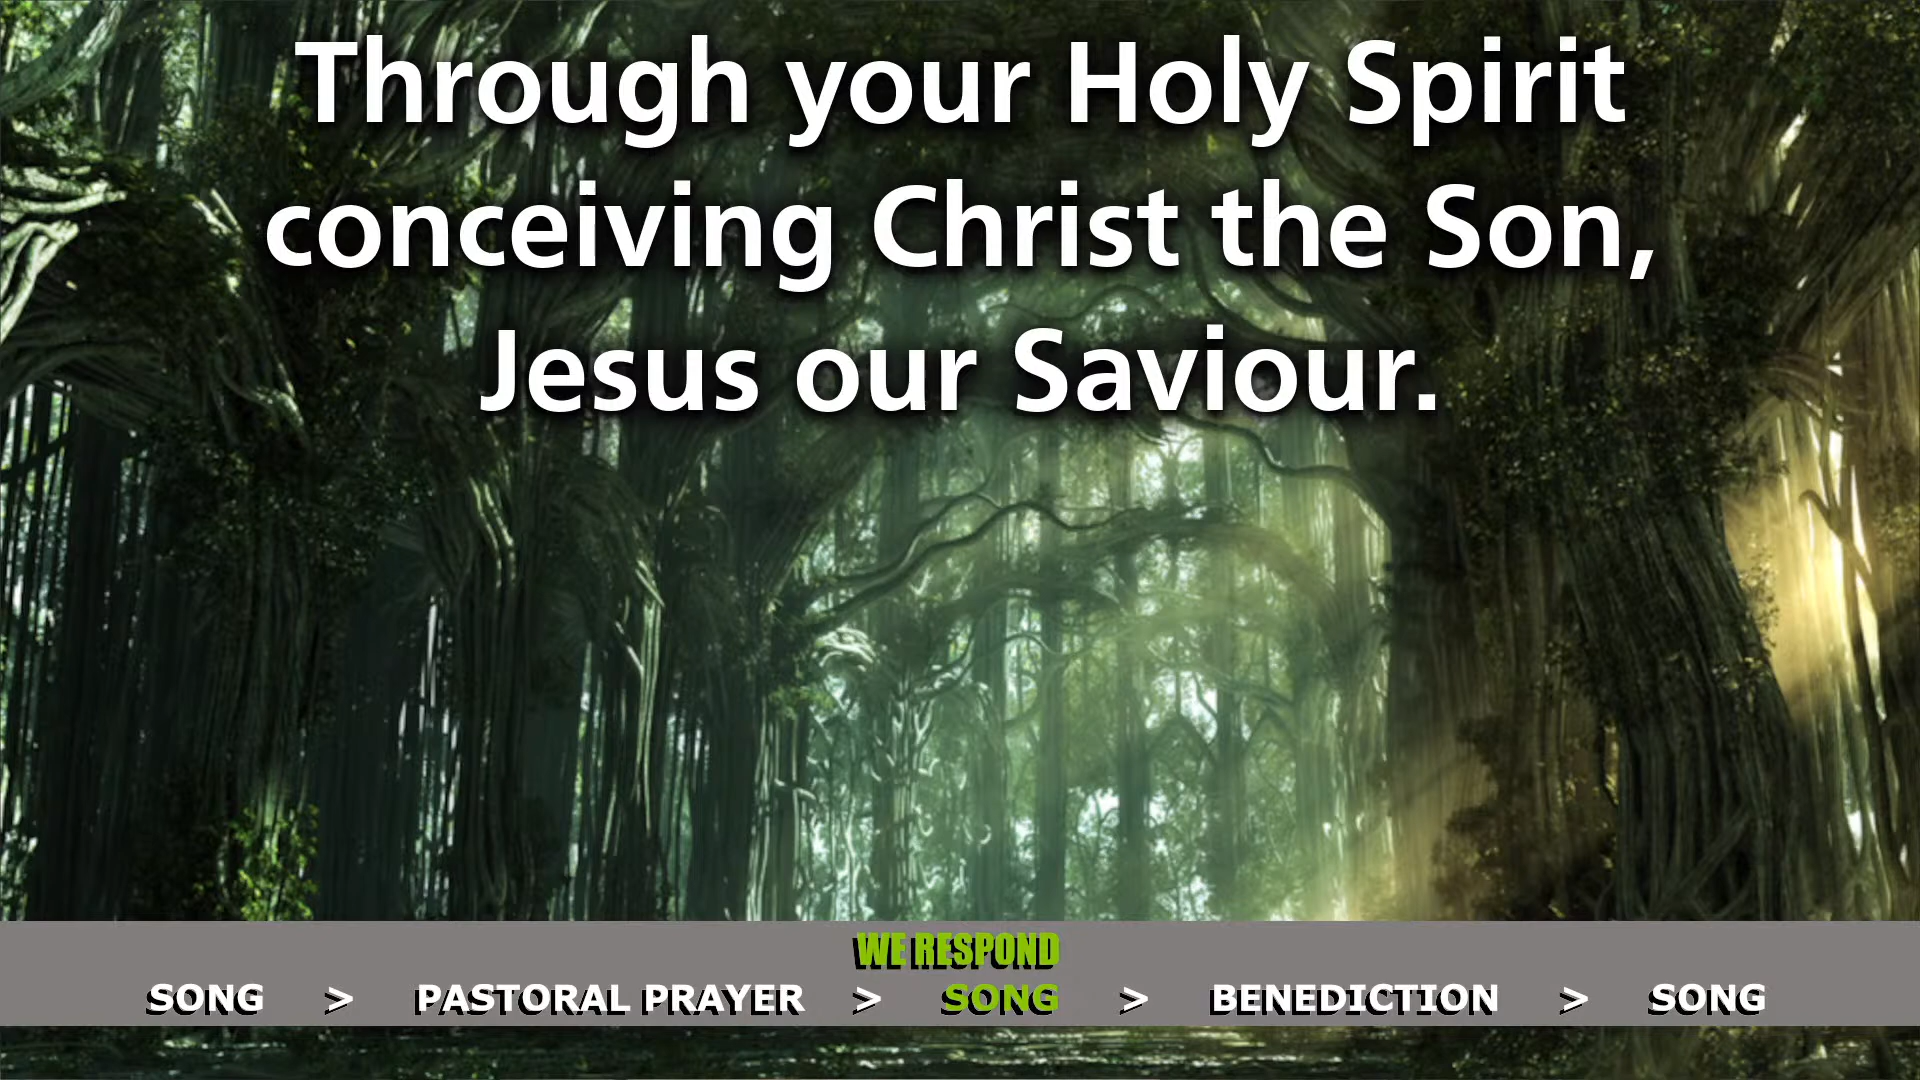 Through your Holy Spirit
conceiving Christ the Son,
Jesus our Saviour.
WE RESPOND
SONG > PASTORAL PRAYER > SONG > BENEDICTION > SONG